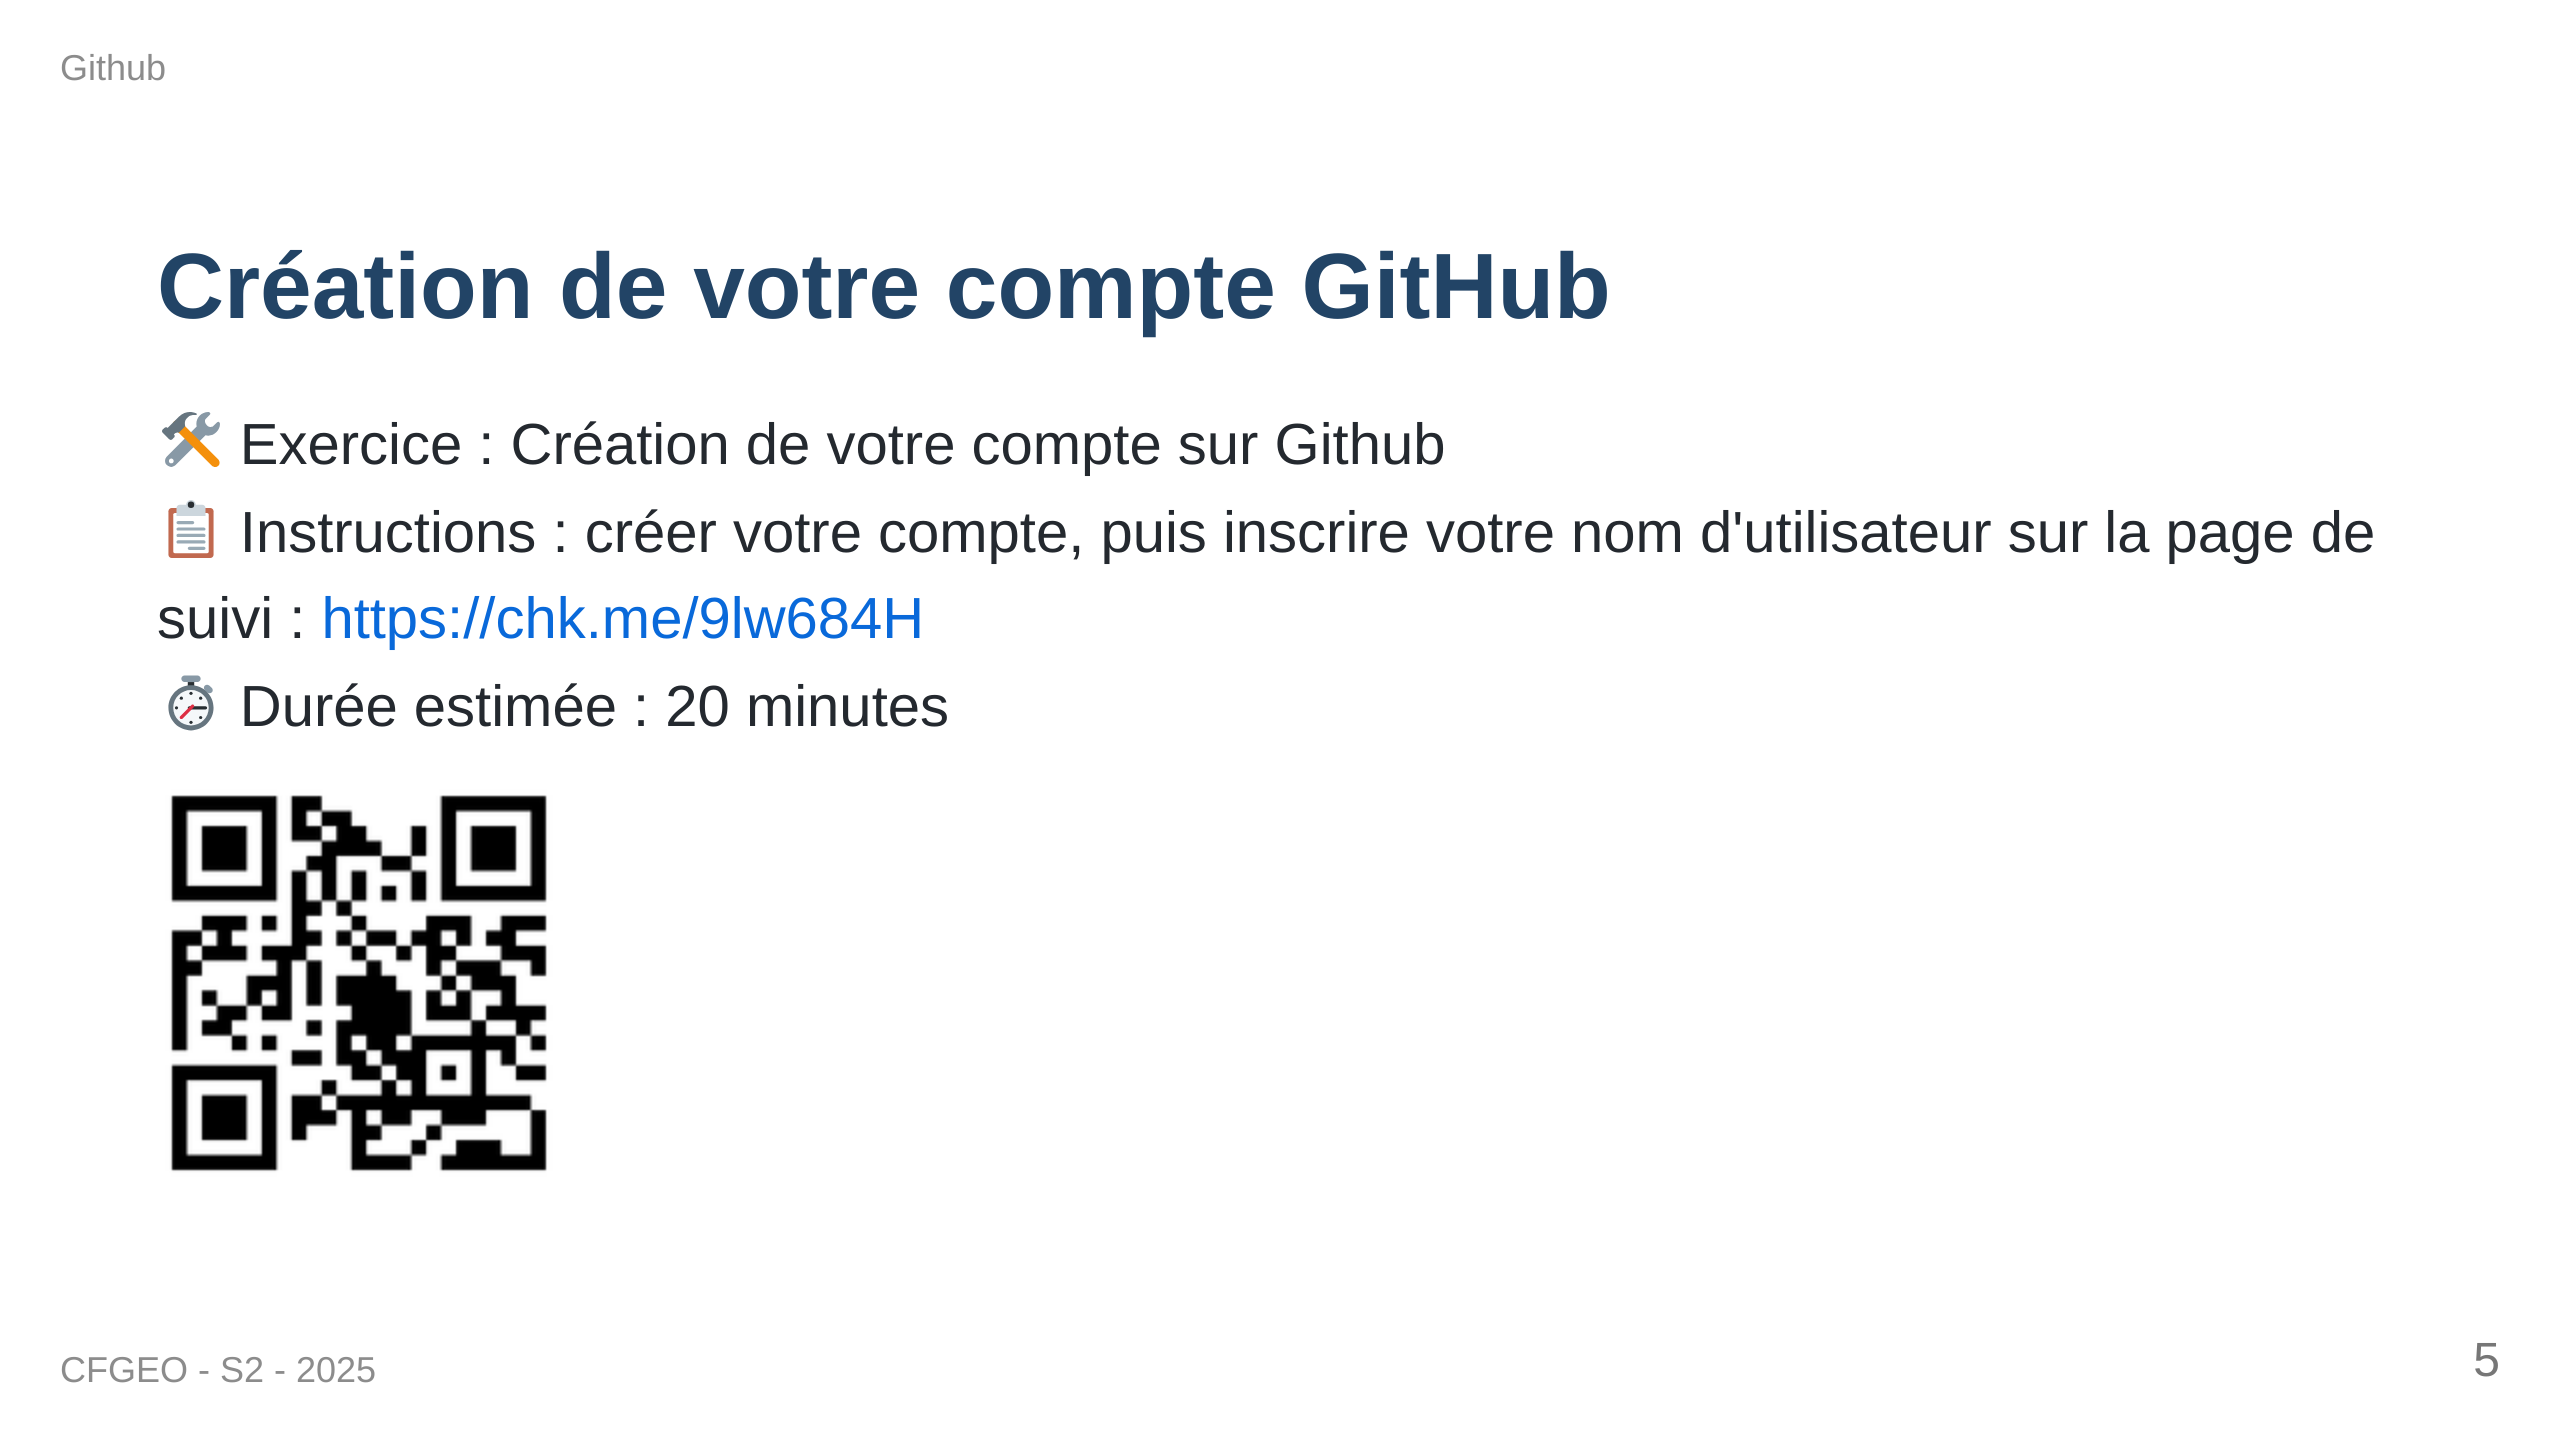 Github
Création de votre compte GitHub
🛠️ Exercice : Création de votre compte sur Github
📋 Instructions : créer votre compte, puis inscrire votre nom d'utilisateur sur la page de
suivi : https://chk.me/9lw684H
⏱️ Durée estimée : 20 minutes
CFGEO - S2 - 2025
5